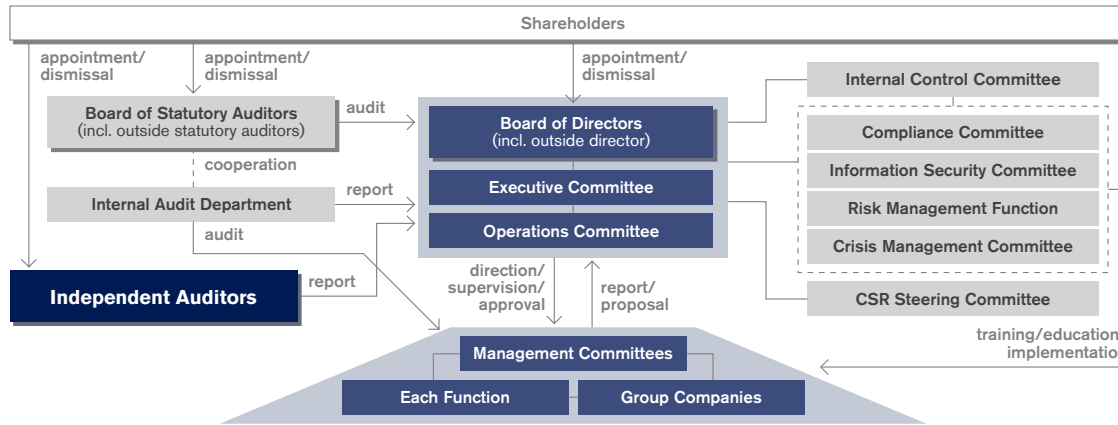 Shareholders
appointment/
dismissal
appointment/
dismissal
appointment/
dismissal
Board of Statutory Auditors
(incl. outside statutory auditors)
audit
cooperation
Internal Audit Department
report
audit
Independent Auditors
report
Board of Directors
(incl. outside director)
Executive Committee
Operations Committee
direction/
supervision/
approval
report/
proposal
Internal Control Committee
Compliance Committee
Information Security Committee
Risk Management Function
Crisis Management Committee
CSR Steering Committee
training/education
implementatio
Management Committees
Each Function
Group Companies